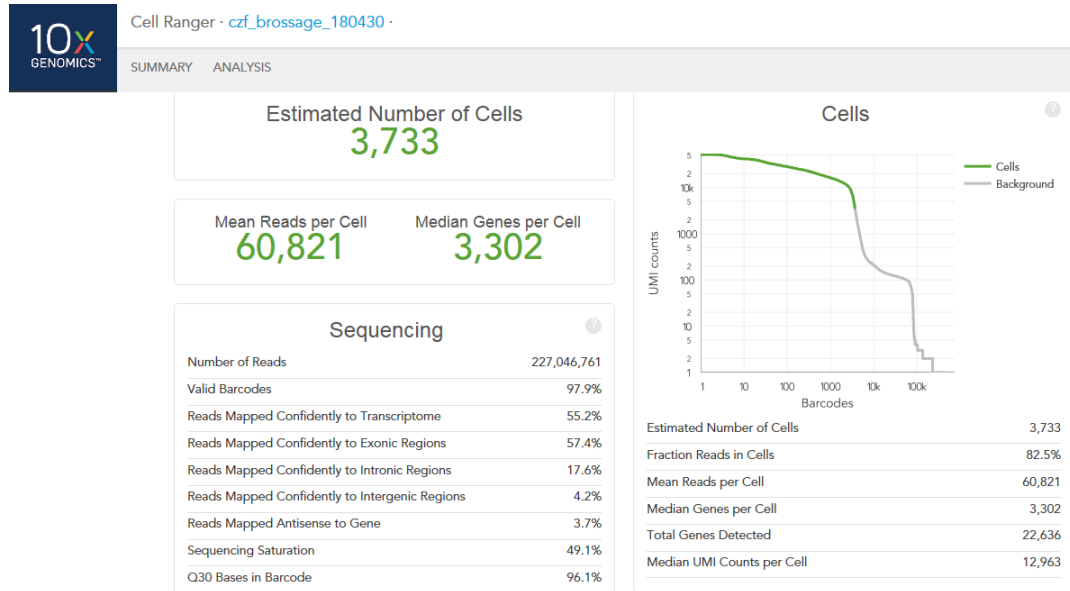 10x
GENOMICS™
Cell Ranger · czf_brossage_180430 ·
SUMMARY ANALYSIS
Estimated Number of Cells
3,733
Mean Reads per Cell
60,821
Median Genes per Cell
3,302
Sequencing
?
Number of Reads 227,046,761
Valid Barcodes 97.9%
Reads Mapped Confidently to Transcriptome 55.2%
Reads Mapped Confidently to Exonic Regions 57.4%
Reads Mapped Confidently to Intronic Regions 17.6%
Reads Mapped Confidently to Intergenic Regions 4.2%
Reads Mapped Antisense to Gene 3.7%
Sequencing Saturation 49.1%
Q30 Bases in Barcode 96.1%
Cells
?
5
2
10k
5
2
1000
5
2
100
5
2
10
5
2
1
UMI counts
1 10 100 1000 10k 100k
Barcodes
Cells
Background
Estimated Number of Cells 3,733
Fraction Reads in Cells 82.5%
Mean Reads per Cell 60,821
Median Genes per Cell 3,302
Total Genes Detected 22,636
Median UMI Counts per Cell 12,963